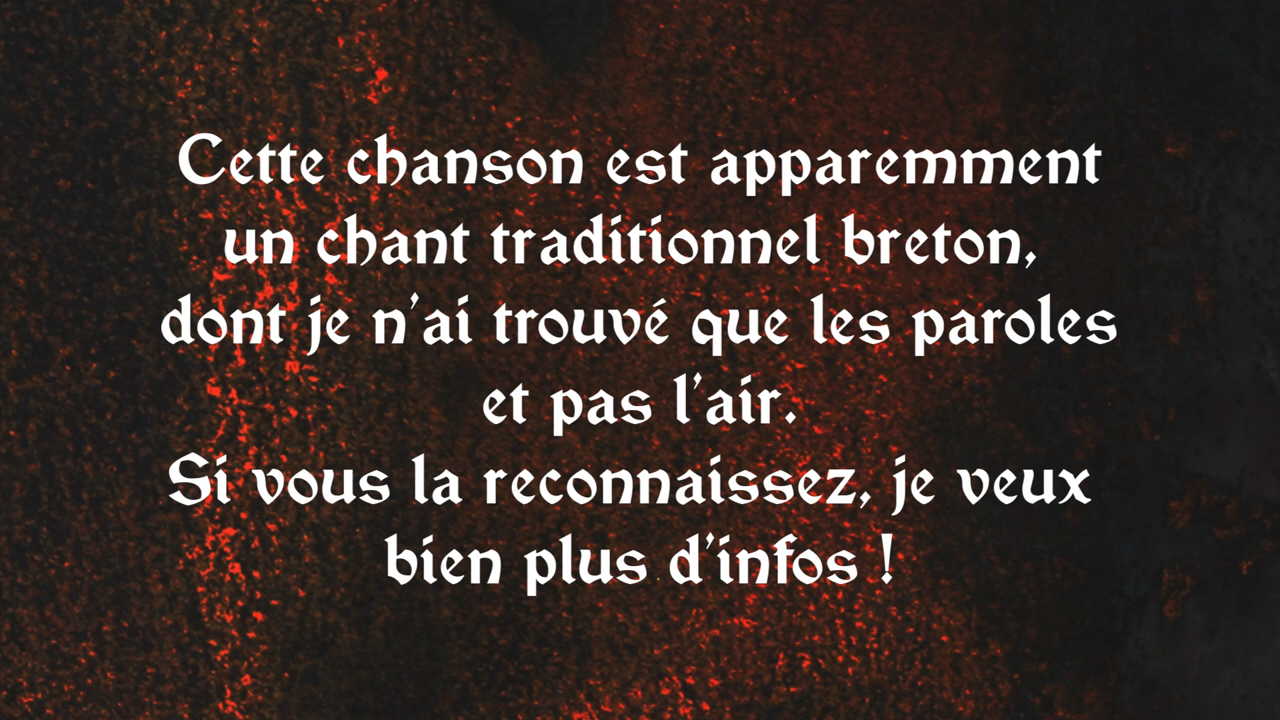 Cette chanson est apparemment
un chant traditionnel breton,
dont je n'ai trouvé que les paroles
et pas l'air.
Si vous la reconnaissez, je veux
bien plus d'infos !